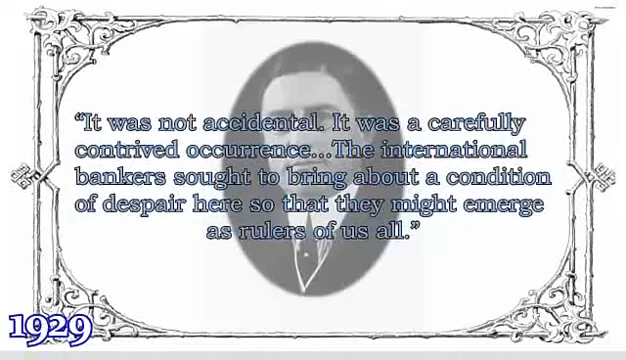 “It was not accidental. It was a carefully
contrived occurrence...The international
bankers sought to bring about a condition
of despair here so that they might emerge
as rulers of us all.”
1929